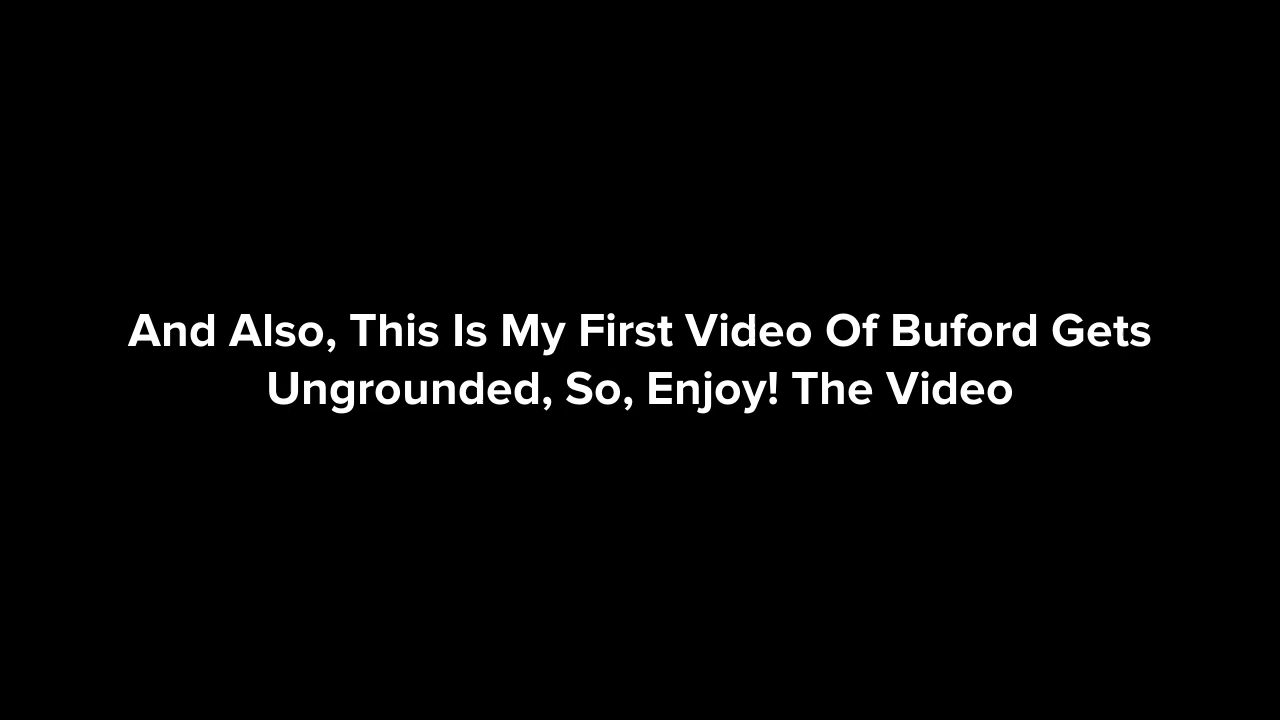 And Also, This Is My First Video Of Buford Gets
Ungrounded, So, Enjoy! The Video